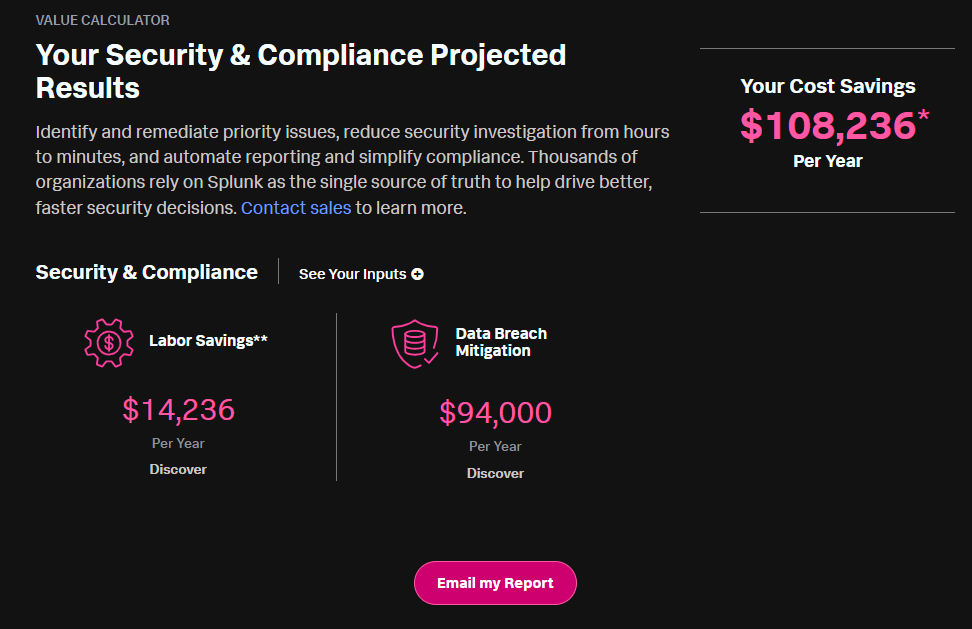 VALUE CALCULATOR
Your Security & Compliance Projected
Results
Identify and remediate priority issues, reduce security investigation from hours
to minutes, and automate reporting and simplify compliance. Thousands of
organizations rely on Splunk as the single source of truth to help drive better,
faster security decisions. Contact sales to learn more.
Your Cost Savings
$108,236*
Per Year
Security & Compliance
See Your Inputs
Labor Savings**
$14,236
Per Year
Discover
Data Breach
Mitigation
$94,000
Per Year
Discover
Email my Report